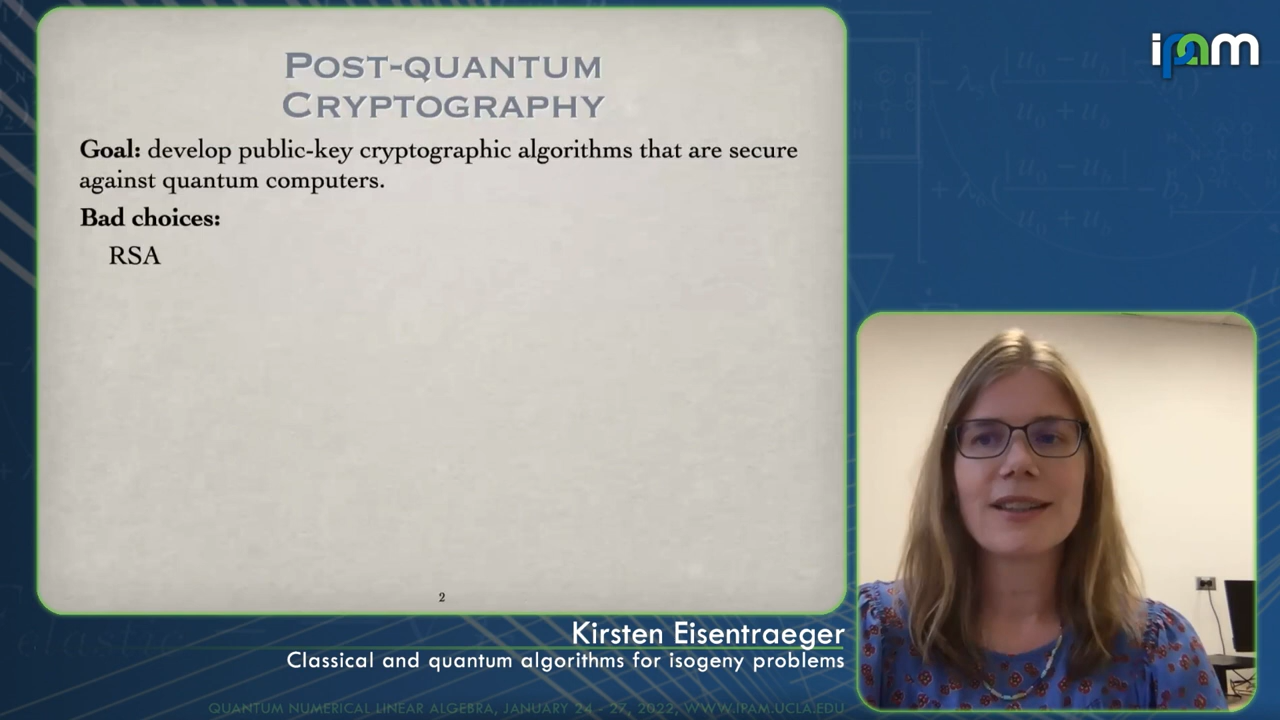 POST-QUANTUM
CRYPTOGRAPHY
Goal: develop public-key cryptographic algorithms that are secure
against quantum computers.
Bad choices:
RSA
2
ipam
Kirsten Eisentraeger
Classical and quantum algorithms for isogeny problems
QUANTUM NUMERICAL LINEAR ALGEBRA, JANUARY 24 - 27, 2022, WWW.IPAM.UCLA.EDU